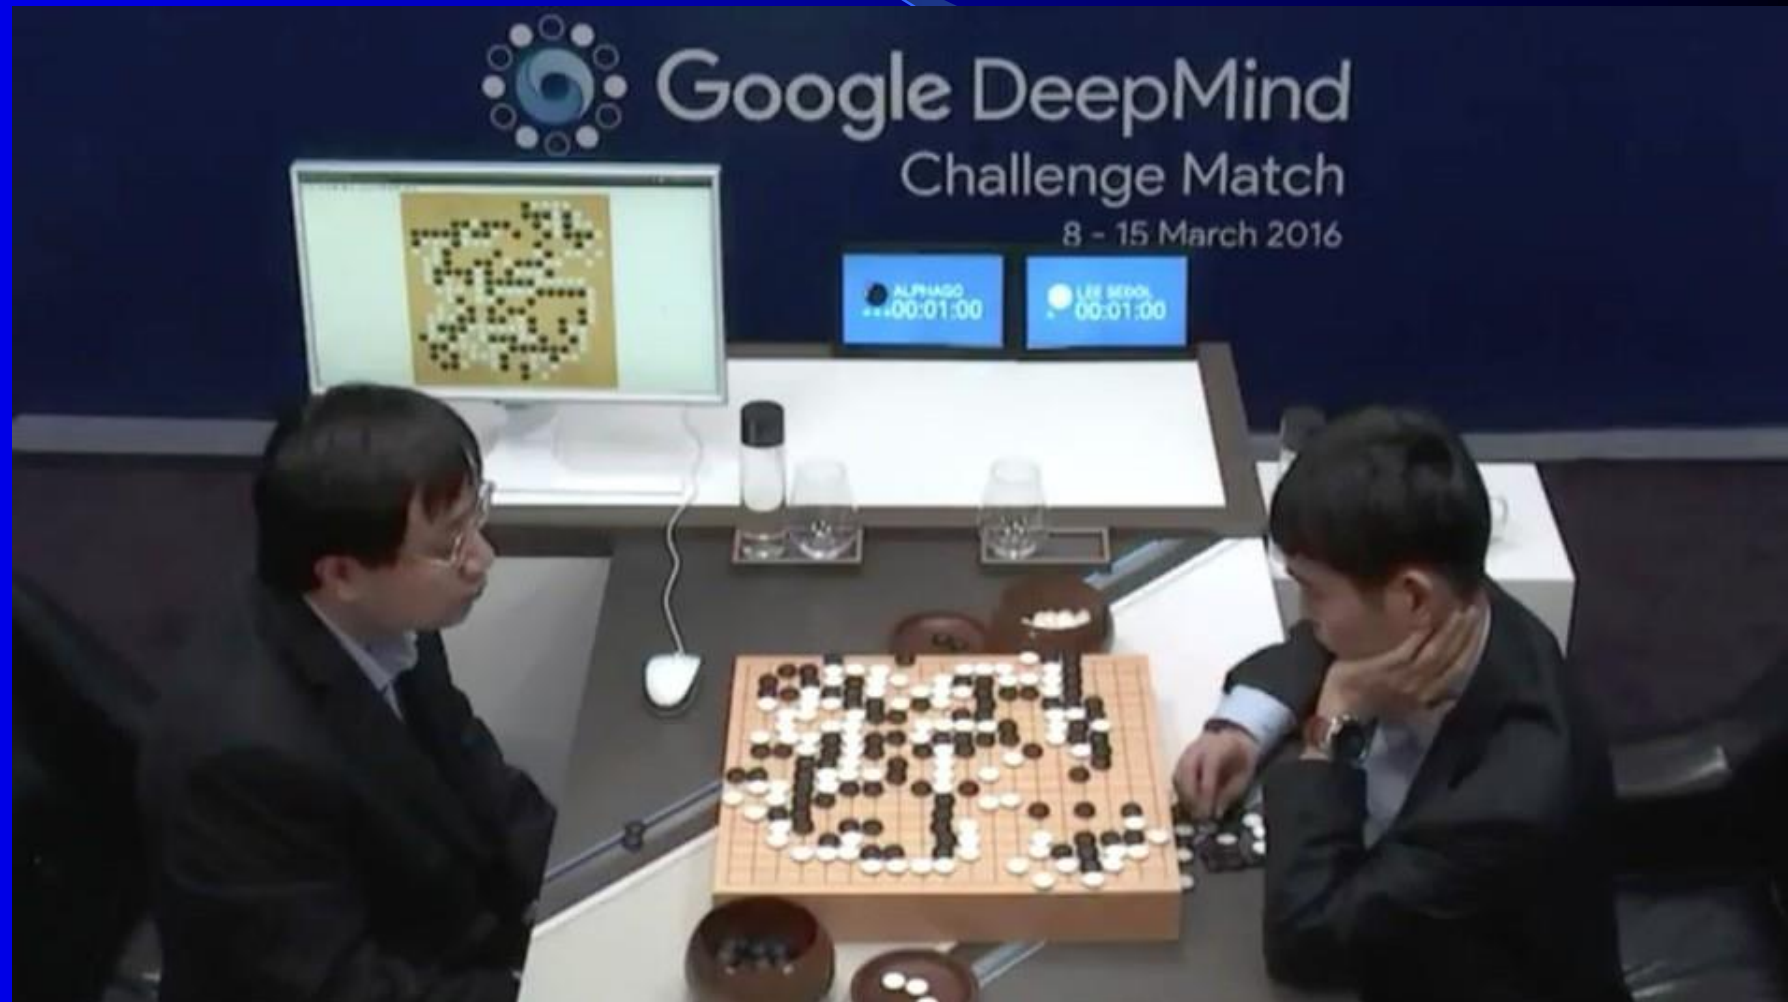 Google DeepMind
Challenge Match
8 - 15 March 2016
ALPHAGO
00:01:00
LEE SEDOL
00:01:00